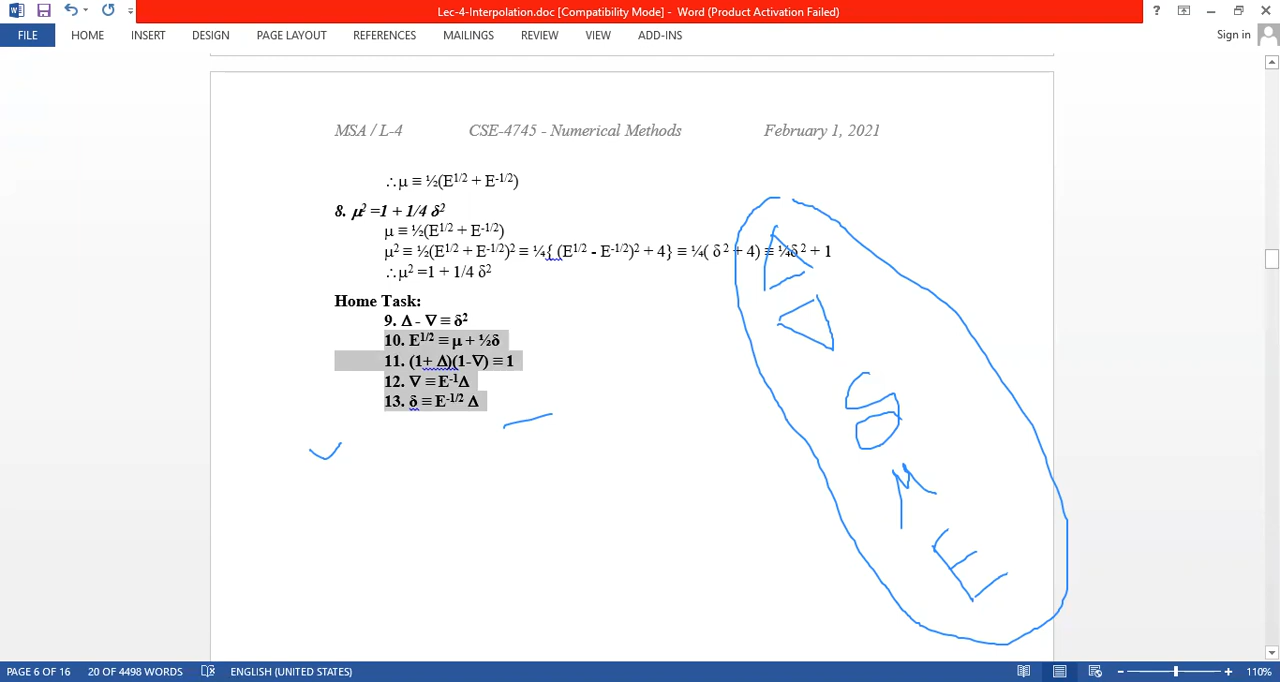 Lec-4-Interpolation.doc [Compatibility Mode] - Word (Product Activation Failed)
FILE HOME INSERT DESIGN PAGE LAYOUT REFERENCES MAILINGS REVIEW VIEW ADD-INS Sign in
MSA / L-4 CSE-4745 - Numerical Methods February 1, 2021
∴μ ≡ ½(E^1/2 + E^-1/2)
8. μ² =1 + 1/4 δ²
μ ≡ ½(E^1/2 + E^-1/2)
μ² ≡ ½(E^1/2 + E^-1/2)² ≡ ¼{ (E^1/2 - E^-1/2)² + 4} ≡ ¼( δ² + 4) ≡ ¼δ² + 1
∴μ² =1 + 1/4 δ²
Home Task:
9. Δ - ∇ ≡ δ²
10. E^1/2 ≡ μ + ½δ
11. (1+ Δ)(1-∇) ≡ 1
12. ∇ ≡ E^-1Δ
13. δ ≡ E^-1/2 Δ
Δ
∇
δ
μ
E
PAGE 6 OF 16 20 OF 4498 WORDS ENGLISH (UNITED STATES) 110%